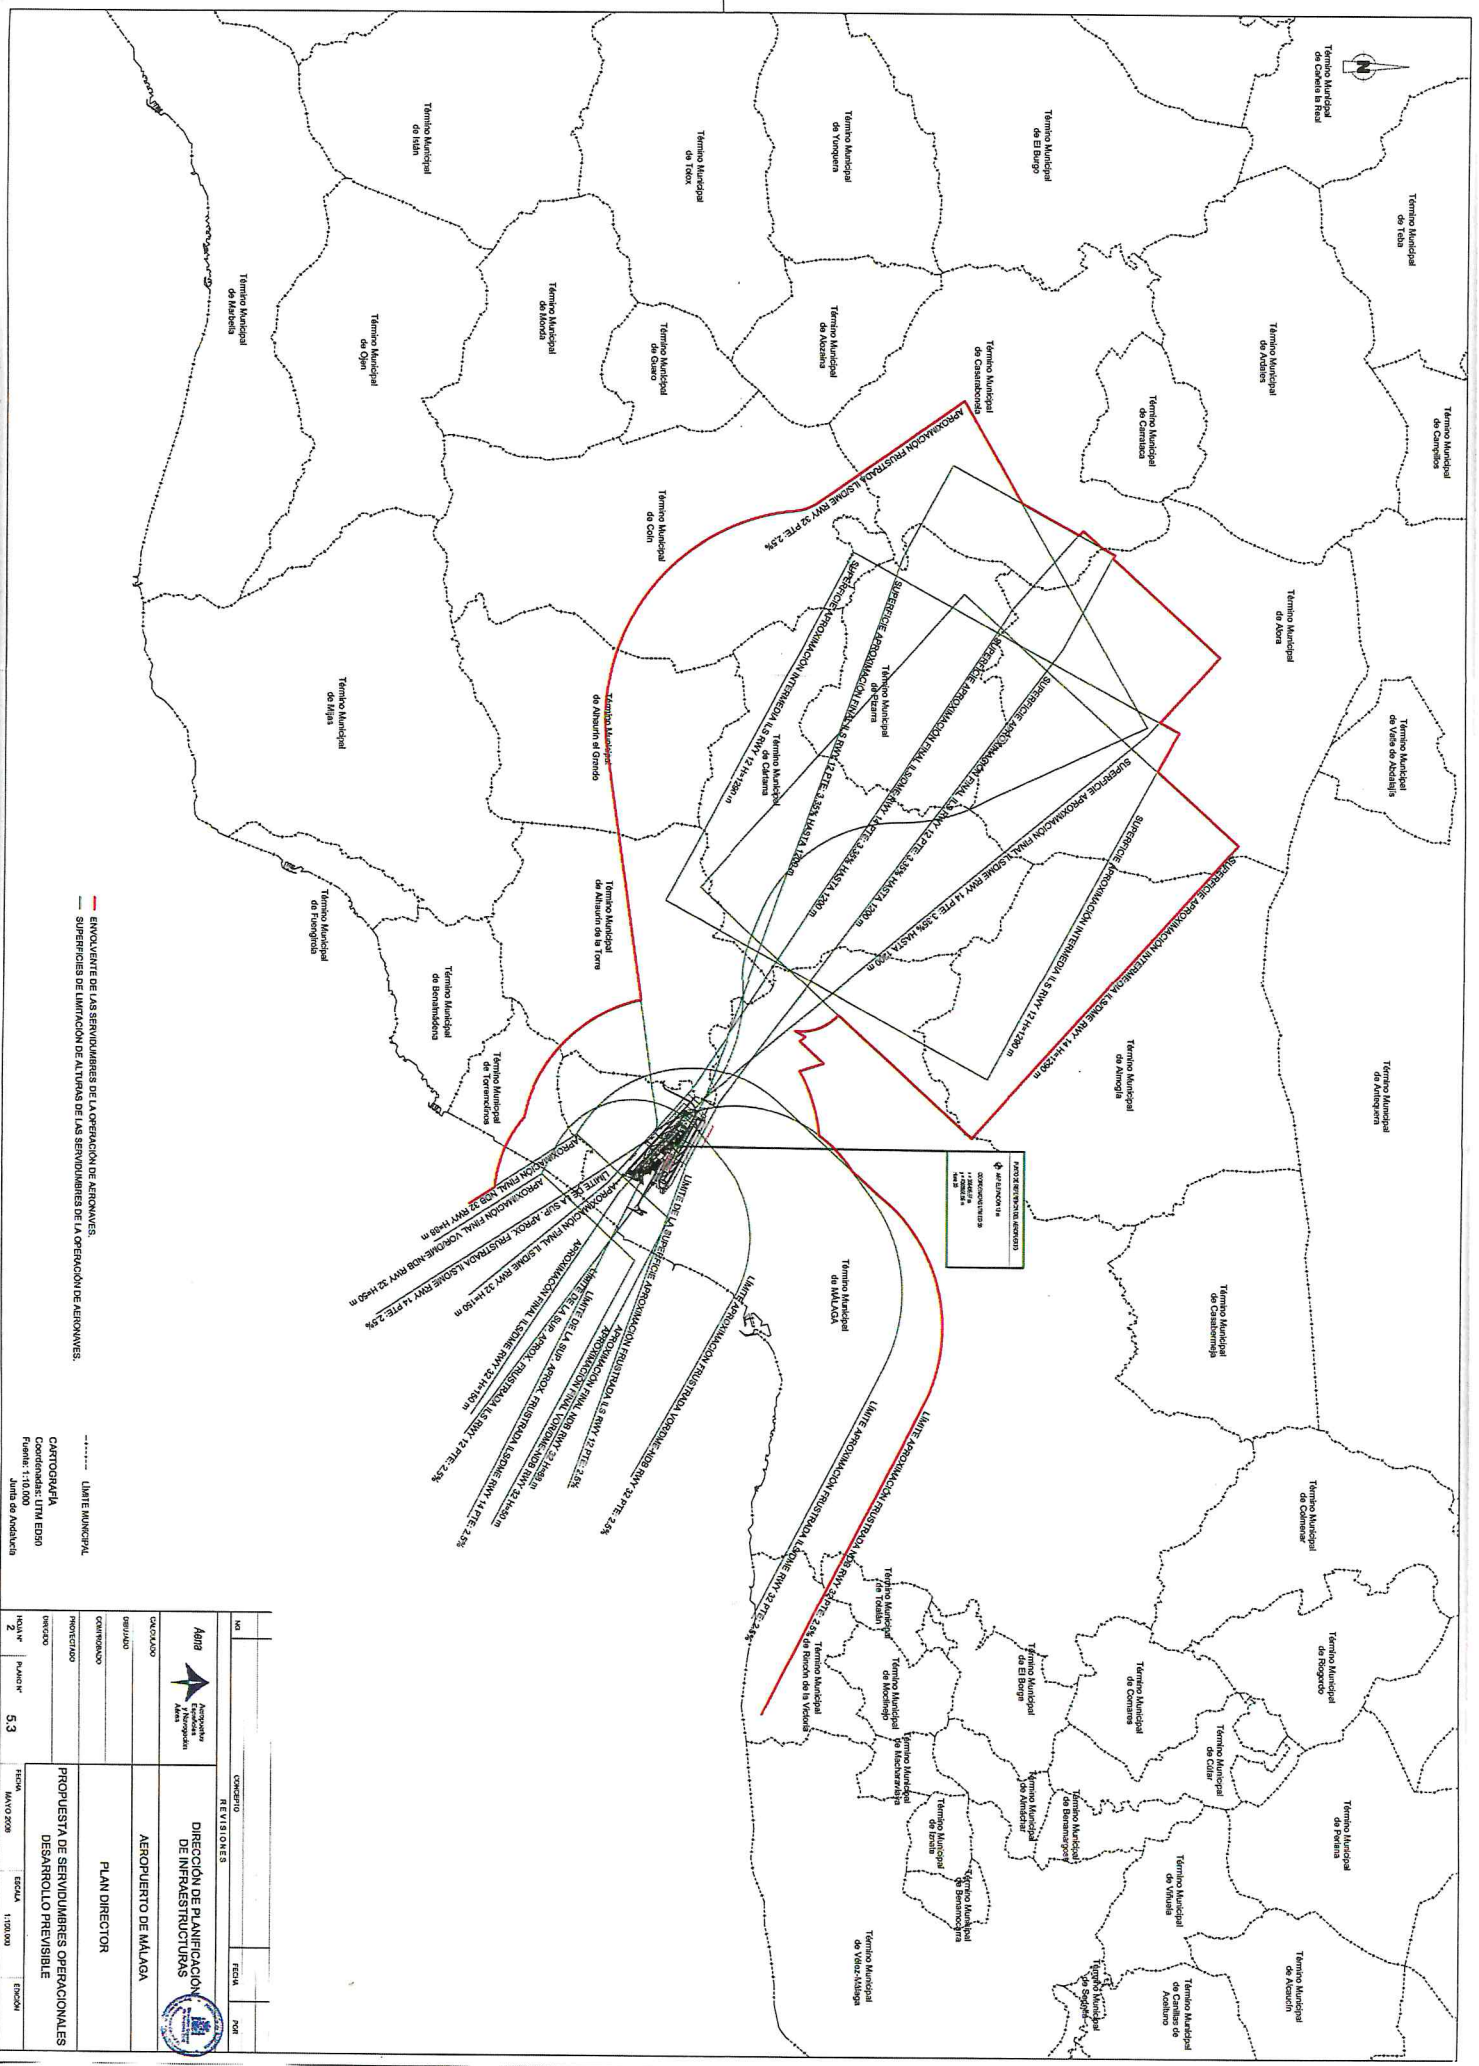 N
Término Municipal
de Cañete la Real
Término Municipal
de Teba
Término Municipal
de Campillos
Término Municipal
de Ardales
Término Municipal
de Carratraca
Término Municipal
de El Burgo
Término Municipal
de Yunquera
Término Municipal
de Tolox
Término Municipal
de Istán
Término Municipal
de Casarabonela
Término Municipal
de Alozaina
Término Municipal
de Guaro
Término Municipal
de Monda
Término Municipal
de Ojen
Término Municipal
de Marbella
Término Municipal
de Coín
Término Municipal
de Alora
Término Municipal
de Valle de Abdalajís
Término Municipal
de Pizarra
Término Municipal
de Cártama
Término Municipal
de Alhaurín el Grande
Término Municipal
de Mijas
Término Municipal
de Alhaurín de la Torre
Término Municipal
de Fuengirola
Término Municipal
de Benalmádena
Término Municipal
de Torremolinos
Término Municipal
de Antequera
Término Municipal
de Almogía
Término Municipal
de Casabermeja
Término Municipal
de MÁLAGA
Término Municipal
de Colmenar
Término Municipal
de Riogordo
Término Municipal
de Periana
Término Municipal
de Alcaucín
Término Municipal
de Comares
Término Municipal
de Cútar
Término Municipal
de Viñuela
Término Municipal
de Canillas de
Aceituno
Término Municipal
de Sedella
Término Municipal
de El Borge
Término Municipal
de Almáchar
Término Municipal
de Benamargosa
Término Municipal
de Totalán
Término Municipal
de Moclinejo
Término Municipal
de Macharaviaya
Término Municipal
de Iznate
Término Municipal
de Benamocarra
Término Municipal
de Rincón de la Victoria
Término Municipal
de Vélez-Málaga
APROXIMACIÓN FRUSTRADA ILS/DME RWY 32 PTE: 2.5%
SUPERFICIE APROXIMACIÓN INTERMEDIA ILS RWY 12 H=1290 m
SUPERFICIE APROXIMACIÓN FINAL ILS RWY 12 PTE: 3.35% HASTA 1200 m
SUPERFICIE APROXIMACIÓN FINAL ILS/DME RWY 14 PTE: 3.35% HASTA 1200 m
SUPERFICIE APROXIMACIÓN FINAL ILS RWY 12 PTE: 3.35% HASTA 1200 m
SUPERFICIE APROXIMACIÓN FINAL ILS/DME RWY 14 PTE: 3.35% HASTA 1200 m
SUPERFICIE APROXIMACIÓN INTERMEDIA ILS RWY 12 H=1290 m
SUPERFICIE APROXIMACIÓN INTERMEDIA ILS/DME RWY 14 H=1290 m
PUNTO DE REFERENCIA DEL AEROPUERTO
APROXIMACIÓN FINAL NDB RWY 32 H=88 m
APROXIMACIÓN FINAL VOR/DME-NDB RWY 32 H=50 m
LÍMITE DE LA SUP. APROX. FRUSTRADA ILS/DME RWY 14 PTE: 2.5%
APROXIMACIÓN FINAL ILS/DME RWY 32 H=150 m
APROXIMACIÓN FINAL ILS/DME RWY 32 H=150 m
LÍMITE DE LA SUP. APROX. FRUSTRADA ILS RWY 12 PTE: 2.5%
LÍMITE DE LA SUP. APROX. FRUSTRADA ILS/DME RWY 14 PTE: 2.5%
APROXIMACIÓN FINAL VOR/DME-NDB RWY 32 H=50 m
APROXIMACIÓN FINAL NDB RWY 32 H=88 m
LÍMITE DE LA SUPERFICIE APROXIMACIÓN FRUSTRADA ILS RWY 12 PTE: 2.5%
LÍMITE APROXIMACIÓN FRUSTRADA VOR/DME-NDB RWY 32 PTE: 2.5%
LÍMITE APROXIMACIÓN FRUSTRADA ILS/DME RWY 32 PTE: 2.5%
LÍMITE APROXIMACIÓN FRUSTRADA NDB RWY 32 PTE: 2.5%
ENVOLVENTE DE LAS SERVIDUMBRES DE LA OPERACIÓN DE AERONAVES.
SUPERFICIES DE LIMITACIÓN DE ALTURAS DE LAS SERVIDUMBRES DE LA OPERACIÓN DE AERONAVES.
LÍMITE MUNICIPAL
CARTOGRAFÍA
Coordenadas: UTM ED50
Fuente: 1:10.000
Junta de Andalucía
Nº CONCEPTO FECHA POR
REVISIONES
Aena
Aeropuertos
Españoles
y Navegación
Aérea
DIRECCIÓN DE PLANIFICACIÓN
DE INFRAESTRUCTURAS
CALCULADO
AEROPUERTO DE MÁLAGA
DIBUJADO
COMPROBADO
PLAN DIRECTOR
PROYECTADO
DIRIGIDO
PROPUESTA DE SERVIDUMBRES OPERACIONALES
DESARROLLO PREVISIBLE
HOJA Nº 2
PLANO Nº 5.3
FECHA MAYO 2006
ESCALA 1:100.000
EDICIÓN